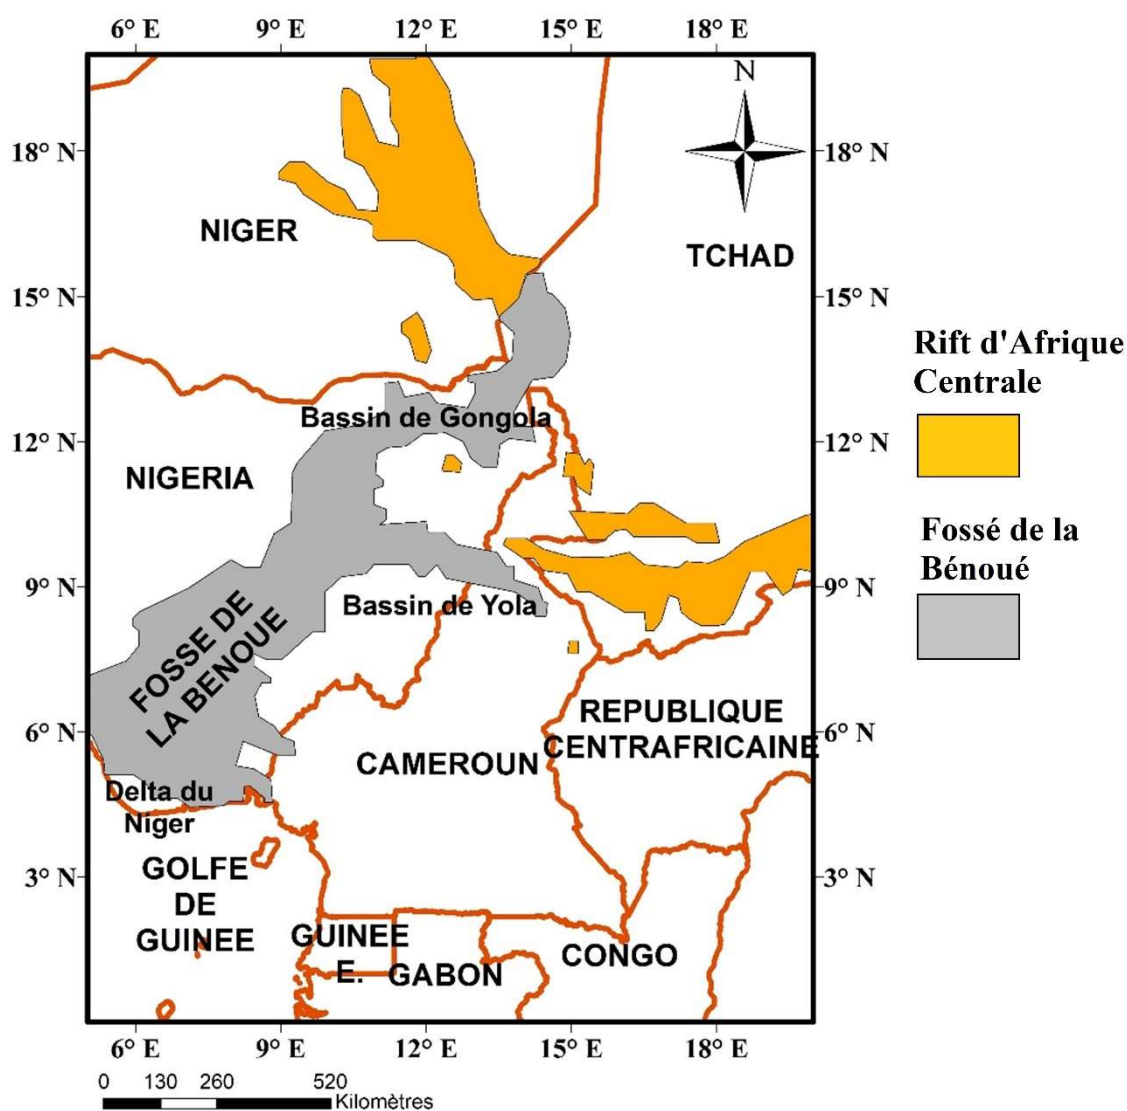 6° E 9° E 12° E 15° E 18° E
N
18° N 18° N
NIGER
TCHAD
15° N 15° N
Rift d'Afrique
Centrale
Bassin de Gongola
12° N 12° N
NIGERIA
Fossé de la
Bénoué
9° N 9° N
Bassin de Yola
FOSSE DE
LA BENOUE
REPUBLIQUE
CENTRAFRICAINE
6° N 6° N
CAMEROUN
Delta du
Niger
GOLFE
DE
GUINEE
3° N 3° N
GUINEE
E.
GABON
CONGO
6° E 9° E 12° E 15° E 18° E
0 130 260 520
Kilomètres